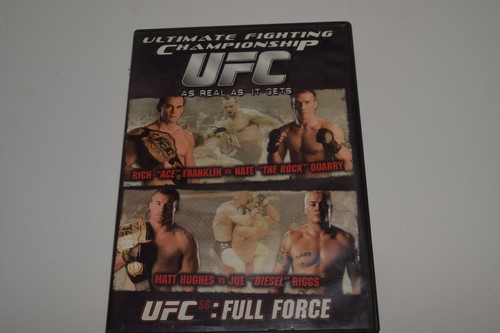 ULTIMATE FIGHTING
CHAMPIONSHIP
UFC
AS REAL AS IT GETS
RICH "ACE" FRANKLIN VS NATE "THE ROCK" QUARRY
MATT HUGHES VS JOE "DIESEL" RIGGS
UFC 56: FULL FORCE